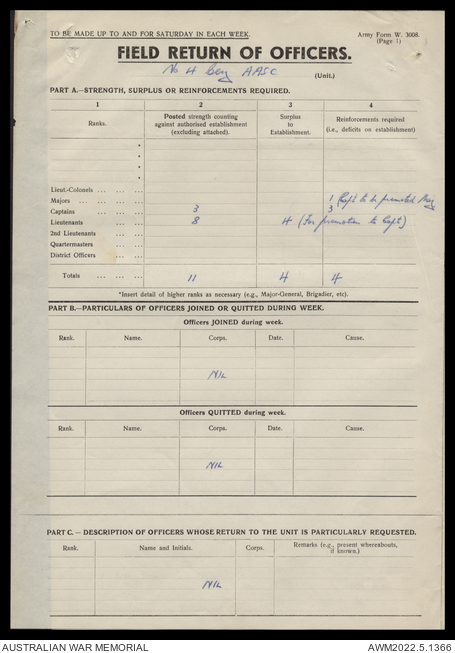 TO BE MADE UP TO AND FOR SATURDAY IN EACH WEEK.
Army Form W. 3008.
(Page 1)
FIELD RETURN OF OFFICERS.
No 4 Coy AASC
(Unit.)
PART A.—STRENGTH, SURPLUS OR REINFORCEMENTS REQUIRED.
1 2 3 4
Ranks. Posted strength counting against authorised establishment (excluding attached). Surplus to Establishment. Reinforcements required (i.e., deficits on establishment)
*
*
*
*
Lieut-Colonels ... ... ...
Majors ... ... ... ... 1 (Capt to be promoted Maj)
Captains ... ... ... 3 3
Lieutenants ... ... 8 4 (For promotion to Capt)
2nd Lieutenants ... ...
Quartermasters ... ...
District Officers ... ...
Totals ... ... ... 11 4 4
*Insert detail of higher ranks as necessary (e.g., Major-General, Brigadier, etc).
PART B.—PARTICULARS OF OFFICERS JOINED OR QUITTED DURING WEEK.
Officers JOINED during week.
Rank. Name. Corps. Date. Cause.
NIL
Officers QUITTED during week.
Rank. Name. Corps. Date. Cause.
NIL
PART C. — DESCRIPTION OF OFFICERS WHOSE RETURN TO THE UNIT IS PARTICULARLY REQUESTED.
Rank. Name and Initials. Corps. Remarks (e.g., present whereabouts, if known.)
NIL
AUSTRALIAN WAR MEMORIAL
AWM2022.5.1366